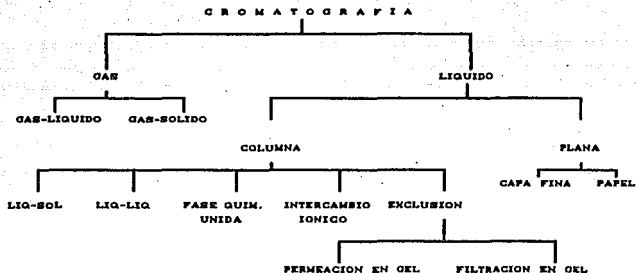 CROMATOGRAFIA
GAS LIQUIDO
GAS-LIQUIDO GAS-SOLIDO
COLUMNA PLANA
CAPA FINA PAPEL
LIQ-SOL LIQ-LIQ FASE QUIM. INTERCAMBIO EXCLUSION
UNIDA IONICO
PERMEACION EN GEL FILTRACION EN GEL